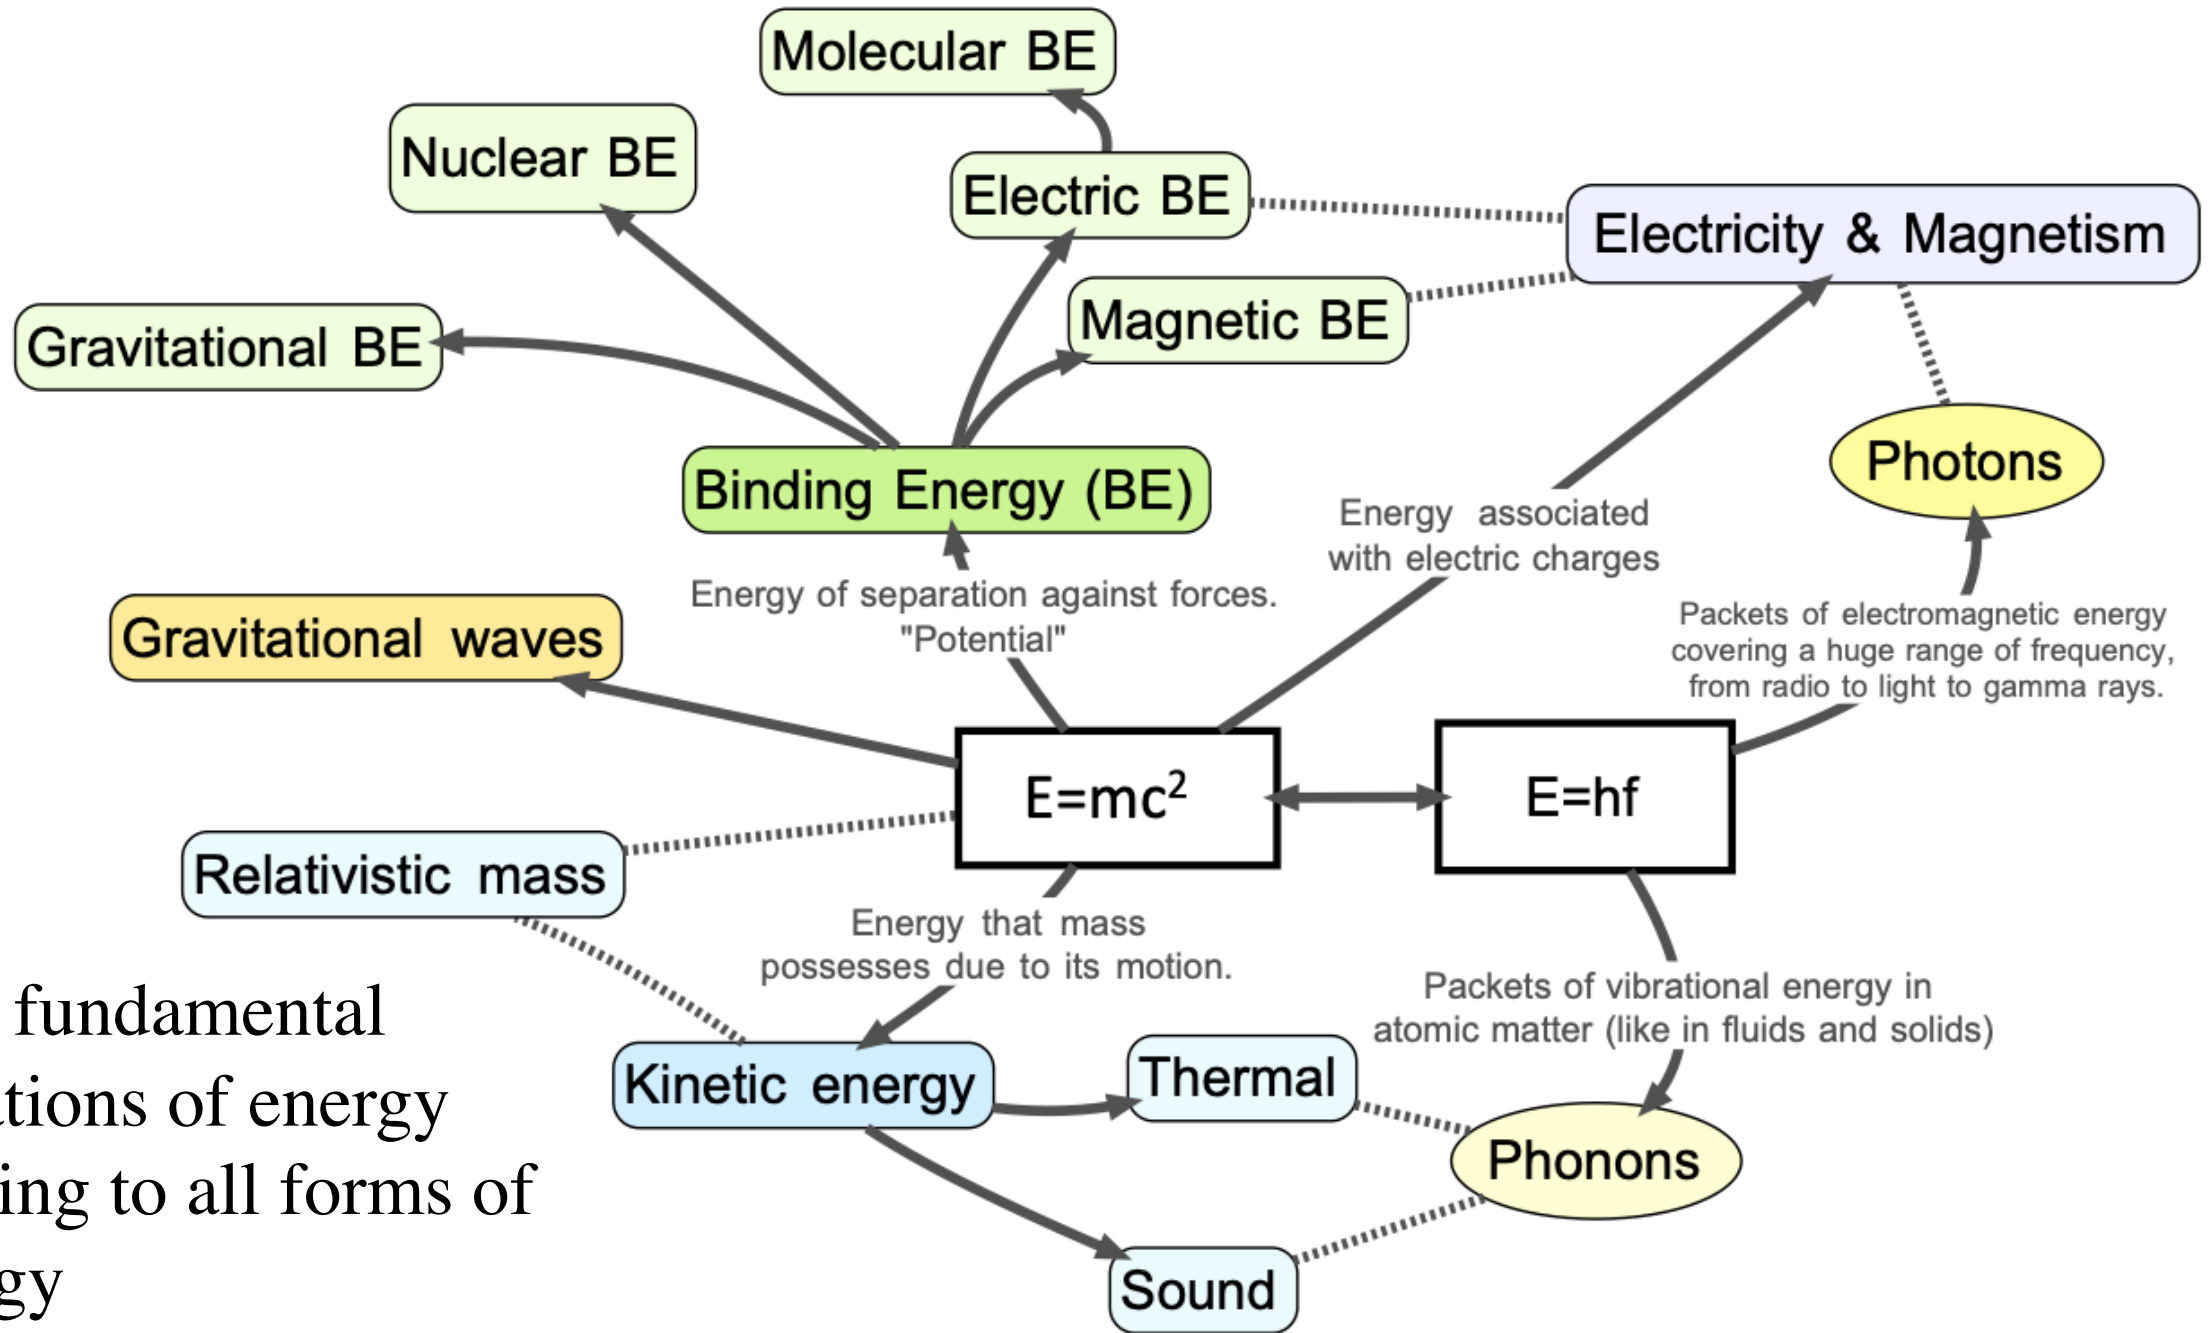 Molecular BE
Nuclear BE
Electric BE
Electricity & Magnetism
Magnetic BE
Gravitational BE
Photons
Binding Energy (BE)
Energy associated
with electric charges
Energy of separation against forces.
"Potential"
Packets of electromagnetic energy
covering a huge range of frequency,
from radio to light to gamma rays.
Gravitational waves
E=mc²
E=hf
Relativistic mass
Energy that mass
possesses due to its motion.
Packets of vibrational energy in
atomic matter (like in fluids and solids)
fundamental
ations of energy
ing to all forms of
gy
Kinetic energy
Thermal
Phonons
Sound